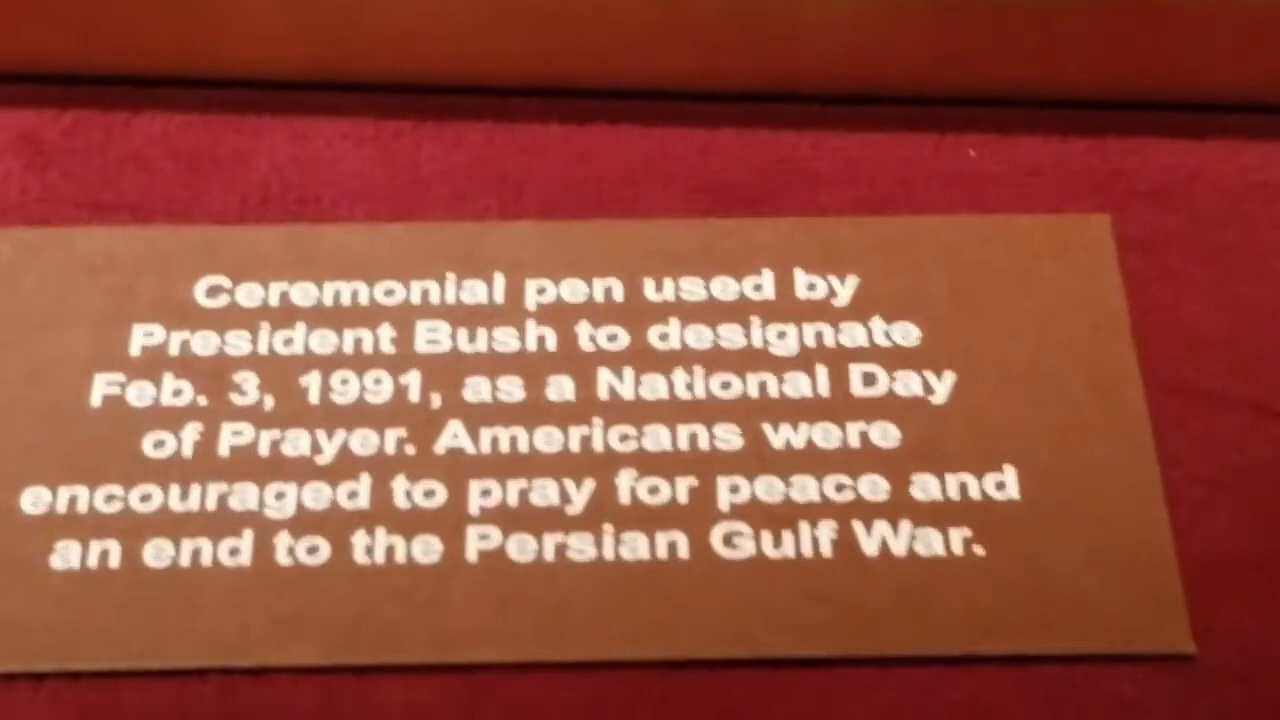 Ceremonial pen used by
President Bush to designate
Feb. 3, 1991, as a National Day
of Prayer. Americans were
encouraged to pray for peace and
an end to the Persian Gulf War.